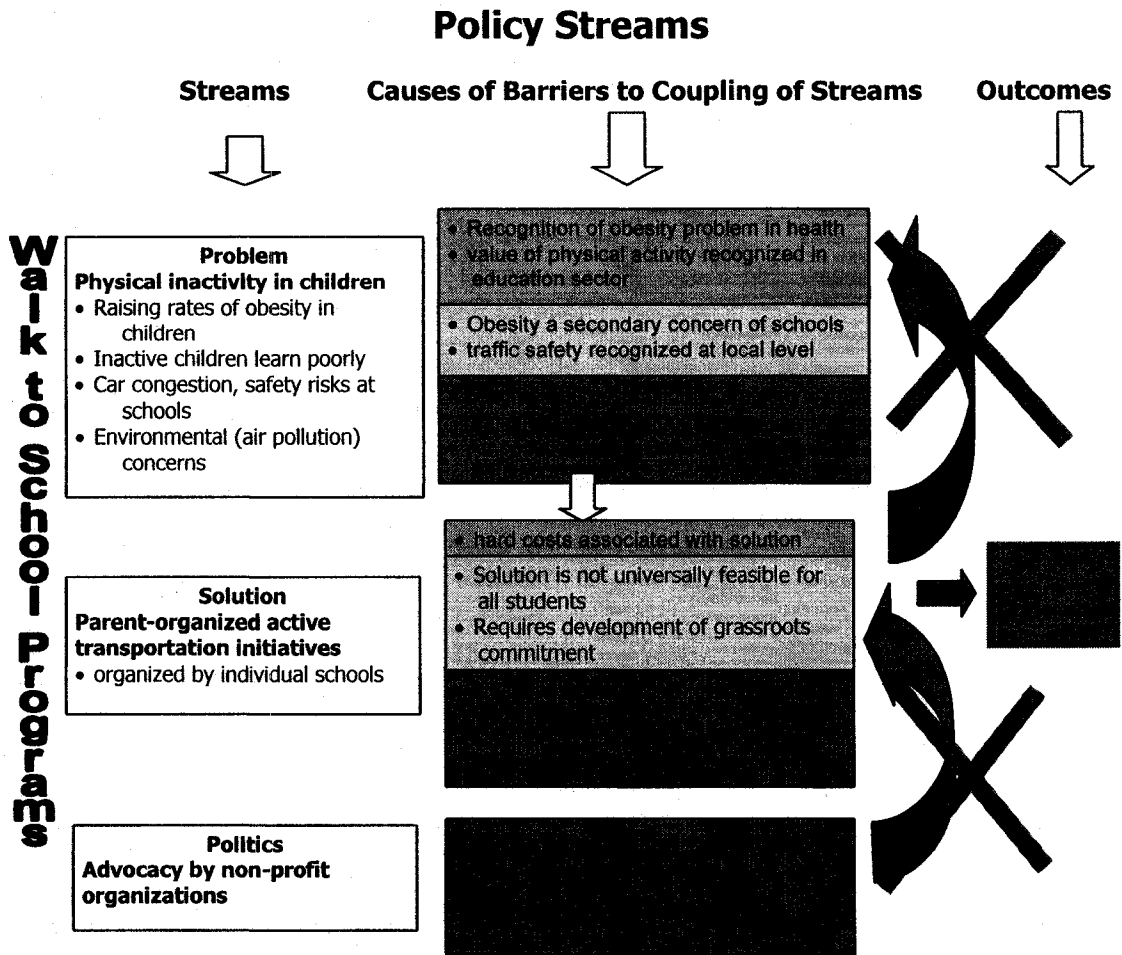 Policy Streams
Streams
Causes of Barriers to Coupling of Streams
Outcomes
Walk to School Programs
Problem
Physical inactivity in children
• Raising rates of obesity in
children
• Inactive children learn poorly
• Car congestion, safety risks at
schools
• Environmental (air pollution)
concerns
• Recognition of obesity problem in health
• value of physical activity recognized in
education sector
• Obesity a secondary concern of schools
• traffic safety recognized at local level
Solution
Parent-organized active
transportation initiatives
• organized by individual schools
• hard costs associated with solution
• Solution is not universally feasible for
all students
• Requires development of grassroots
commitment
Politics
Advocacy by non-profit
organizations